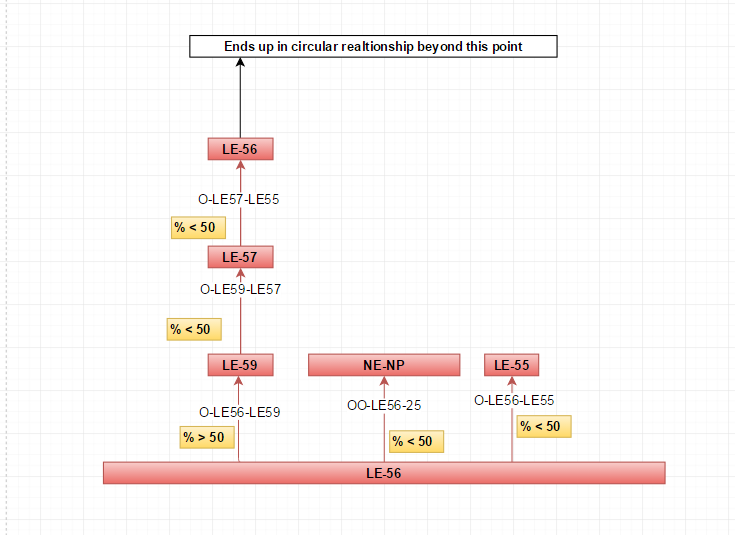 Ends up in circular realtionship beyond this point
LE-56
O-LE57-LE55
% < 50
LE-57
O-LE59-LE57
% < 50
LE-59
NE-NP
LE-55
O-LE56-LE59
OO-LE56-25
O-LE56-LE55
% > 50
% < 50
% < 50
LE-56